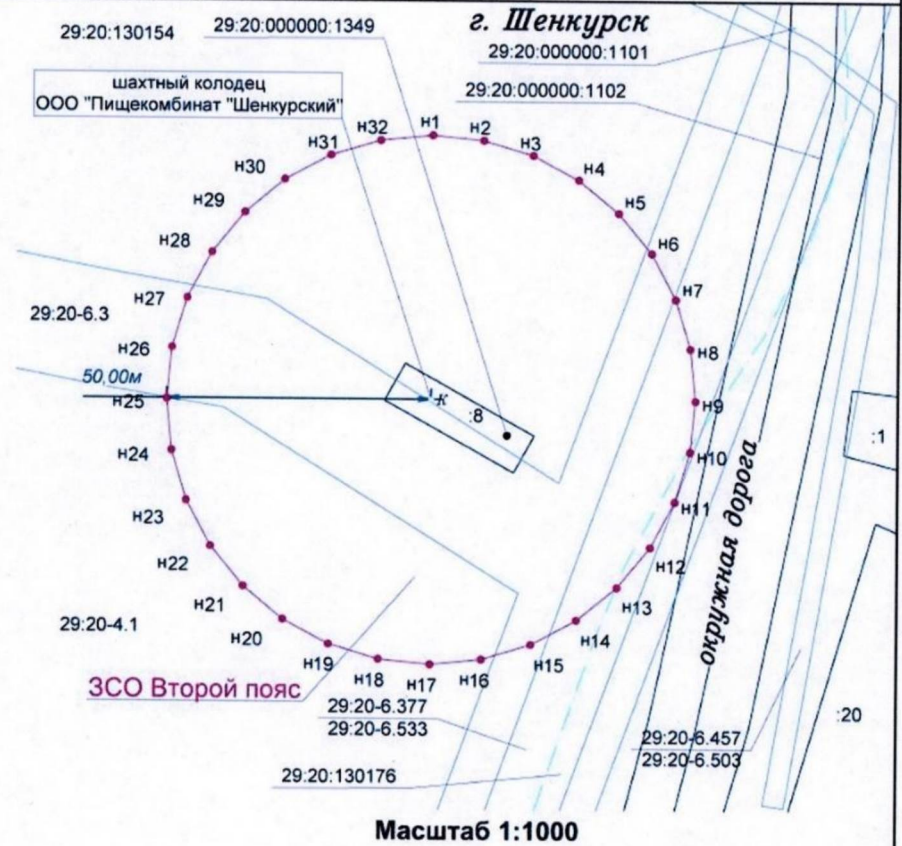 г. Шенкурск
29:20:130154
29:20:000000:1349
29:20:000000:1101
29:20:000000:1102
шахтный колодец
ООО "Пищекомбинат "Шенкурский"
н1
н2
н3
н4
н5
н6
н7
н8
н9
н10
н11
н12
н13
н14
н15
н16
н17
н18
н19
н20
н21
н22
н23
н24
н25
н26
н27
н28
н29
н30
н31
н32
29:20-6.3
50,00м
К
:8
:1
окружная дорога
29:20-4.1
ЗСО Второй пояс
29:20-6.377
29:20-6.533
29:20:130176
29:20-6.457
29:20-6.503
:20
Масштаб 1:1000